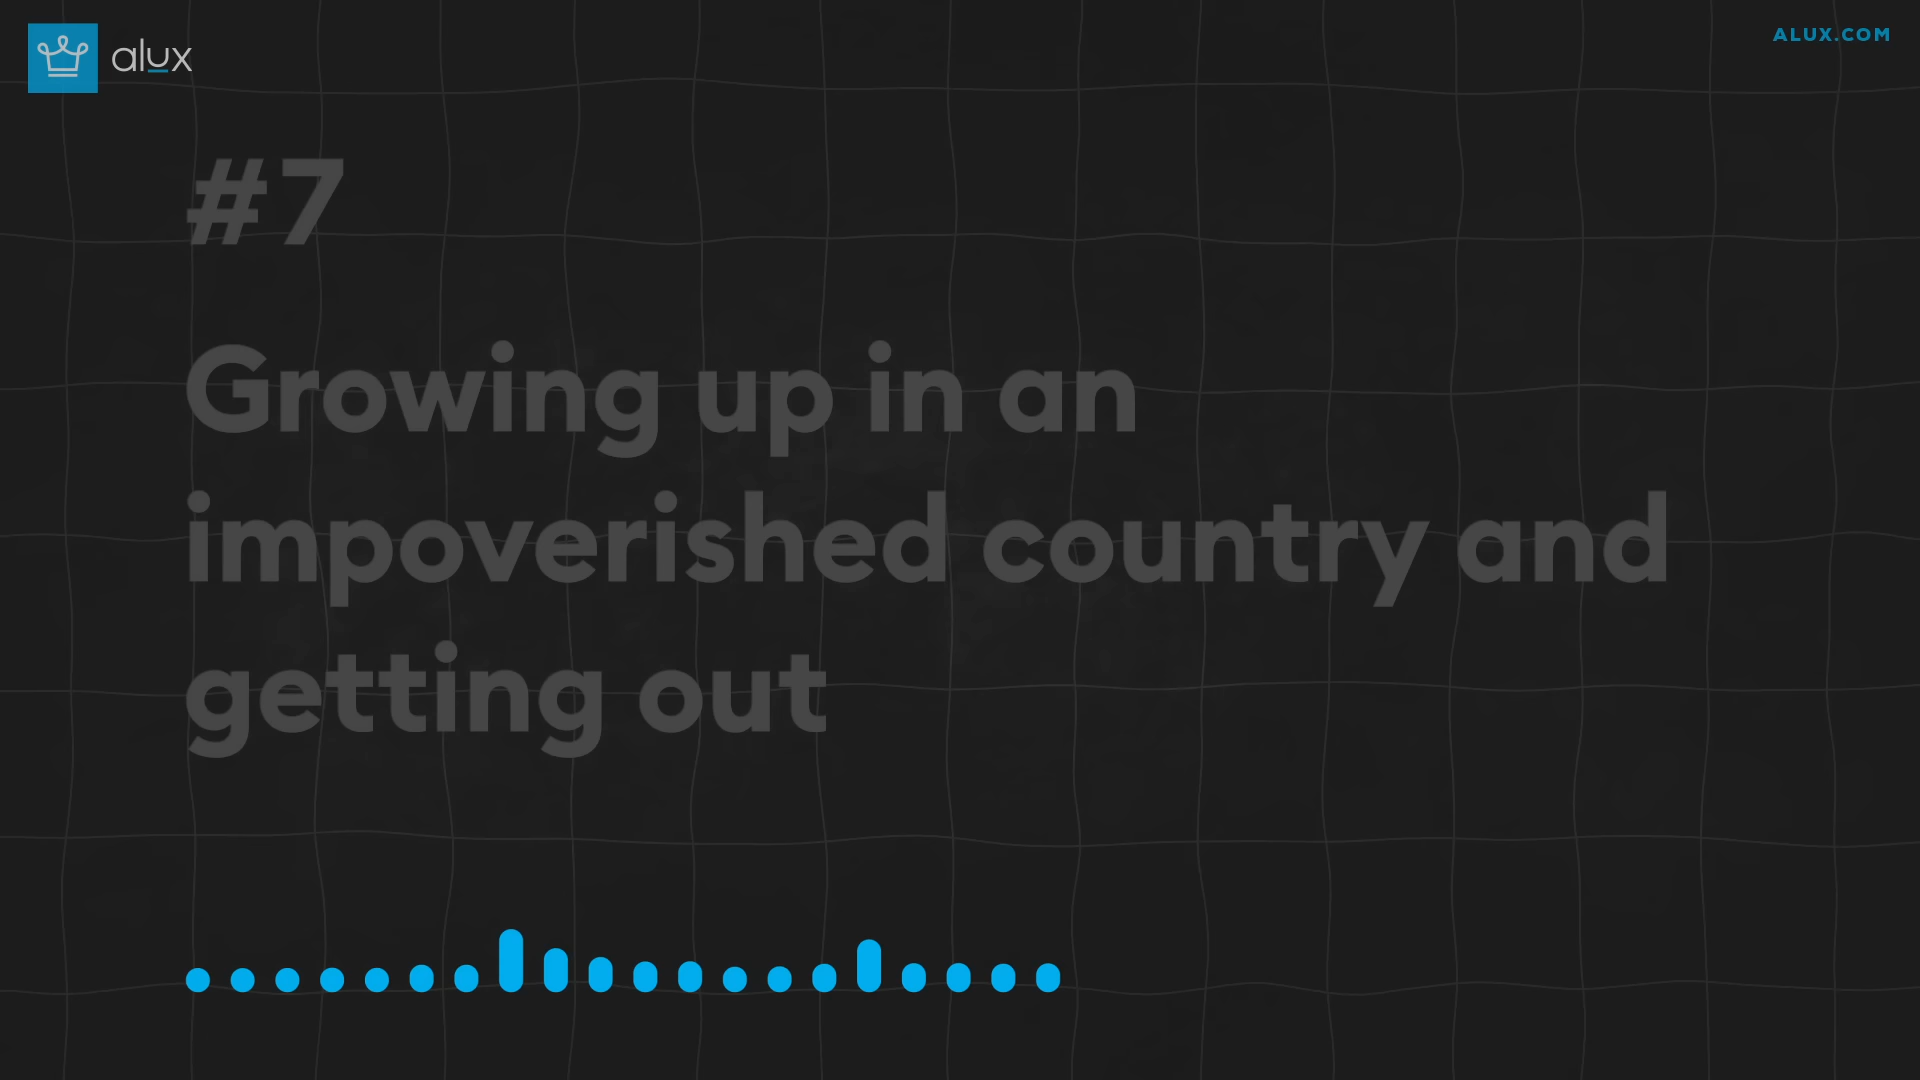 alux
ALUX.COM
#7
Growing up in an
impoverished country and
getting out